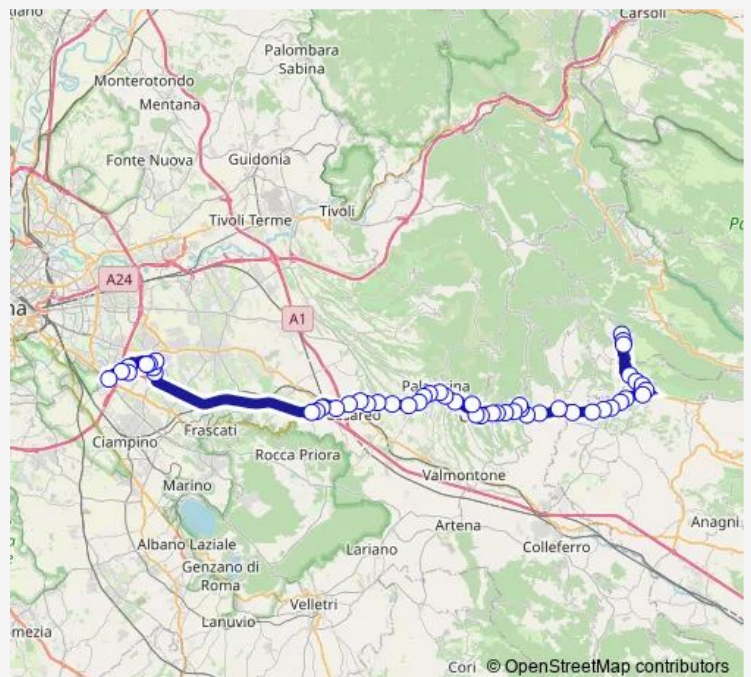 Carsoli
Palombara
Sabina
Monterotondo
Mentana
Fonte Nuova
Guidonia
Tivoli Terme
Tivoli
A24
A1
Ciampino
Frascati
Rocca Priora
Marino
Valmontone
Artena
Anagni
Albano Laziale
Lariano
Colleferro
Genzano di
Roma
Velletri
Lanuvio
Cori
© OpenStreetMap contributors